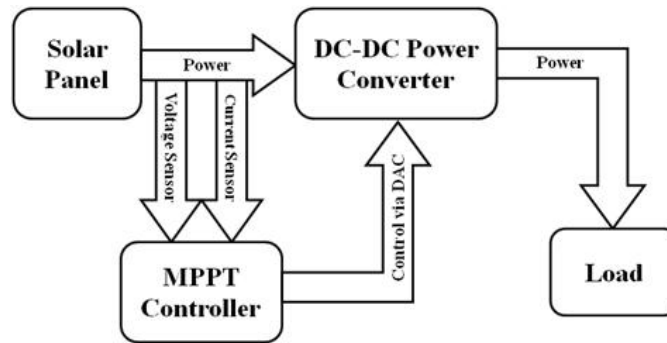 Solar
Panel
Power
DC-DC Power
Converter
Power
Voltage Sensor
Current Sensor
Control via DAC
MPPT
Controller
Load